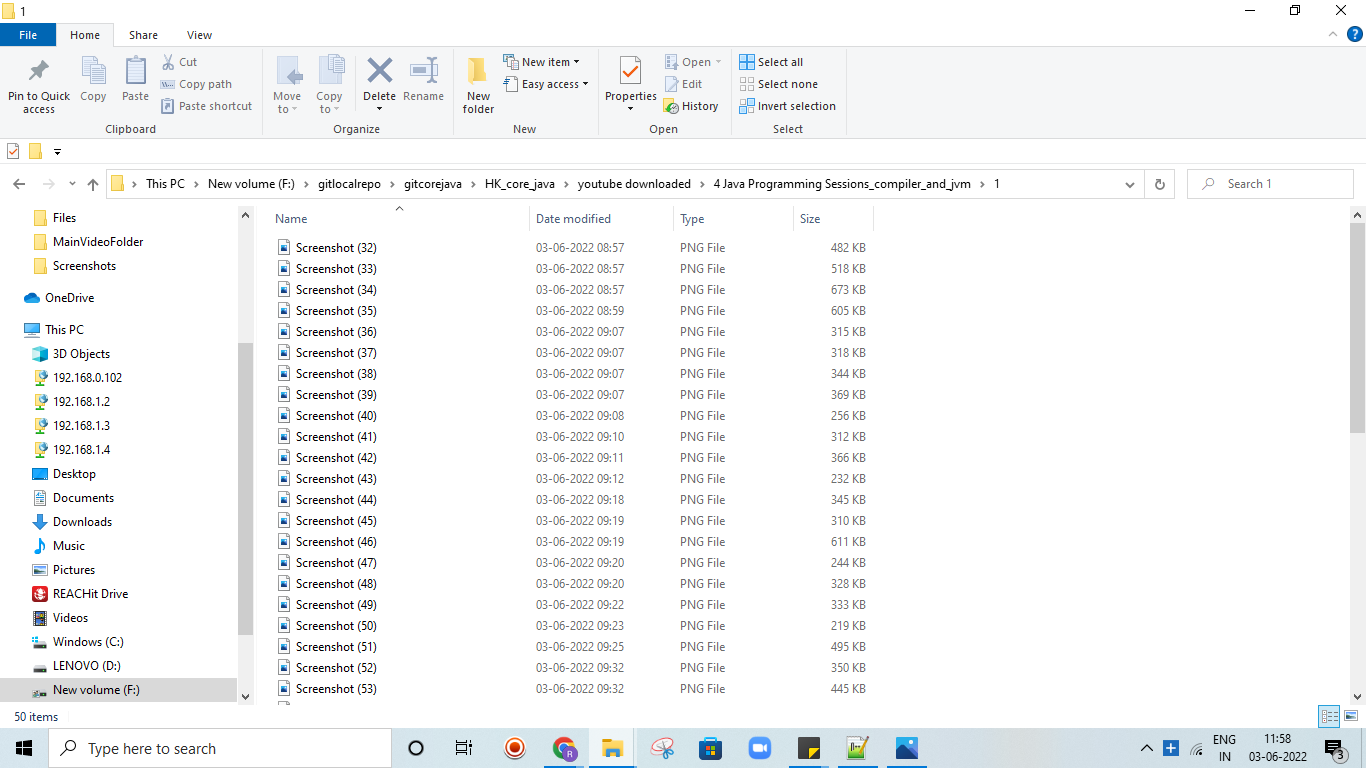 1
File Home Share View
Pin to Quick access
Copy
Paste
Cut
Copy path
Paste shortcut
Clipboard
Move to
Copy to
Delete
Rename
Organize
New folder
New item
Easy access
New
Properties
Open
Edit
History
Open
Select all
Select none
Invert selection
Select
This PC > New volume (F:) > gitlocalrepo > gitcorejava > HK_core_java > youtube downloaded > 4 Java Programming Sessions_compiler_and_jvm > 1
Search 1
Files
MainVideoFolder
Screenshots
OneDrive
This PC
3D Objects
192.168.0.102
192.168.1.2
192.168.1.3
192.168.1.4
Desktop
Documents
Downloads
Music
Pictures
REACHit Drive
Videos
Windows (C:)
LENOVO (D:)
New volume (F:)
Name Date modified Type Size
Screenshot (32) 03-06-2022 08:57 PNG File 482 KB
Screenshot (33) 03-06-2022 08:57 PNG File 518 KB
Screenshot (34) 03-06-2022 08:57 PNG File 673 KB
Screenshot (35) 03-06-2022 08:59 PNG File 605 KB
Screenshot (36) 03-06-2022 09:07 PNG File 315 KB
Screenshot (37) 03-06-2022 09:07 PNG File 318 KB
Screenshot (38) 03-06-2022 09:07 PNG File 344 KB
Screenshot (39) 03-06-2022 09:07 PNG File 369 KB
Screenshot (40) 03-06-2022 09:08 PNG File 256 KB
Screenshot (41) 03-06-2022 09:10 PNG File 312 KB
Screenshot (42) 03-06-2022 09:11 PNG File 366 KB
Screenshot (43) 03-06-2022 09:12 PNG File 232 KB
Screenshot (44) 03-06-2022 09:18 PNG File 345 KB
Screenshot (45) 03-06-2022 09:19 PNG File 310 KB
Screenshot (46) 03-06-2022 09:19 PNG File 611 KB
Screenshot (47) 03-06-2022 09:20 PNG File 244 KB
Screenshot (48) 03-06-2022 09:20 PNG File 328 KB
Screenshot (49) 03-06-2022 09:22 PNG File 333 KB
Screenshot (50) 03-06-2022 09:23 PNG File 219 KB
Screenshot (51) 03-06-2022 09:25 PNG File 495 KB
Screenshot (52) 03-06-2022 09:32 PNG File 350 KB
Screenshot (53) 03-06-2022 09:32 PNG File 445 KB
50 items
Type here to search
R
ENG
IN
11:58
03-06-2022
3